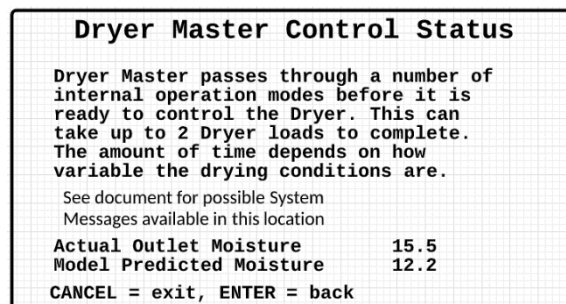 Dryer Master Control Status
Dryer Master passes through a number of
internal operation modes before it is
ready to control the Dryer. This can
take up to 2 Dryer loads to complete.
The amount of time depends on how
variable the drying conditions are.
See document for possible System
Messages available in this location
Actual Outlet Moisture 15.5
Model Predicted Moisture 12.2
CANCEL = exit, ENTER = back